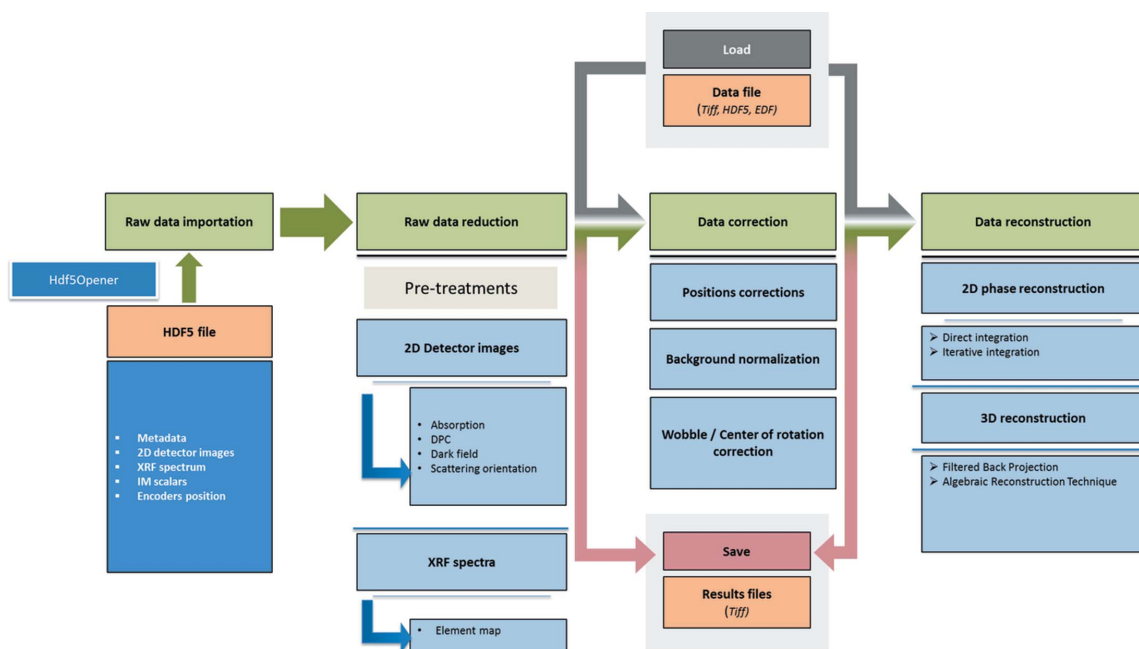 Load
Data file
(Tiff, HDF5, EDF)
Raw data importation
Raw data reduction
Data correction
Data reconstruction
Hdf5Opener
HDF5 file
Metadata
2D detector images
XRF spectrum
IM scalars
Encoders position
Pre-treatments
2D Detector images
Absorption
DPC
Dark field
Scattering orientation
XRF spectra
Element map
Positions corrections
Background normalization
Wobble / Center of rotation
correction
Save
Results files
(Tiff)
2D phase reconstruction
Direct integration
Iterative integration
3D reconstruction
Filtered Back Projection
Algebraic Reconstruction Technique